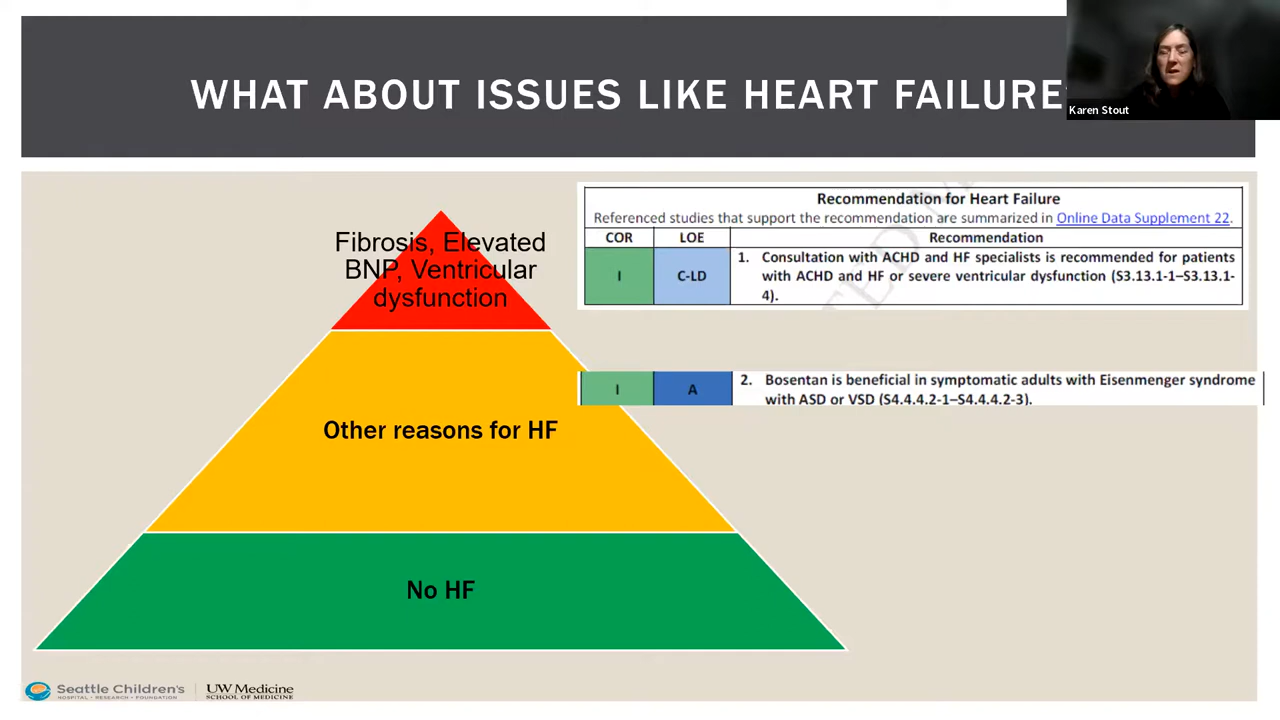 WHAT ABOUT ISSUES LIKE HEART FAILURE
Karen Stout
Fibrosis, Elevated
BNP, Ventricular
dysfunction
Other reasons for HF
No HF
Recommendation for Heart Failure
Referenced studies that support the recommendation are summarized in Online Data Supplement 22.
COR LOE Recommendation
I C-LD 1. Consultation with ACHD and HF specialists is recommended for patients
with ACHD and HF or severe ventricular dysfunction (S3.13.1-1–S3.13.1-
4).
I A 2. Bosentan is beneficial in symptomatic adults with Eisenmenger syndrome
with ASD or VSD (S4.4.4.2-1–S4.4.4.2-3).
Seattle Children's
HOSPITAL • RESEARCH • FOUNDATION
UW Medicine
SCHOOL OF MEDICINE